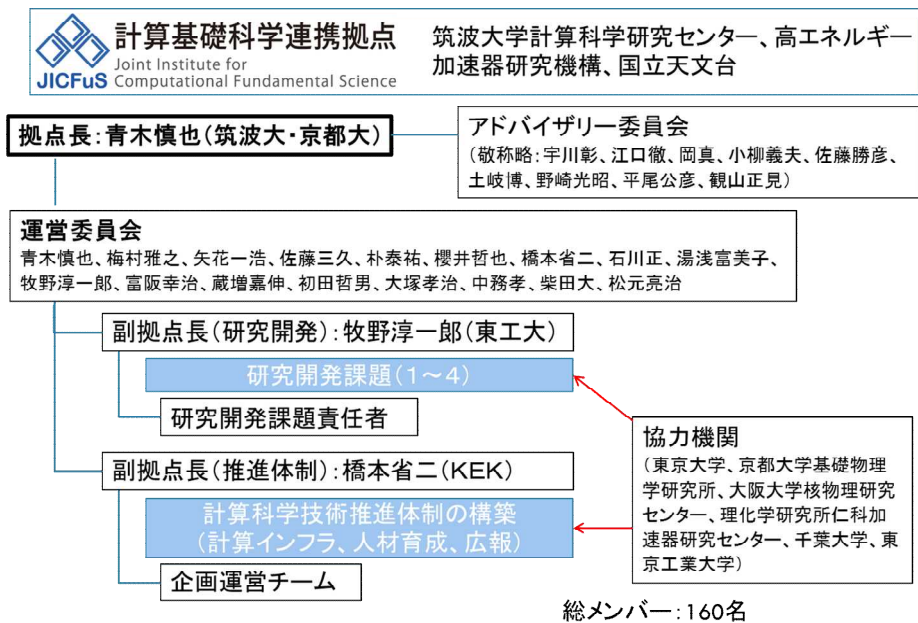 計算基礎科学連携拠点
Joint Institute for
Computational Fundamental Science
JICFuS
筑波大学計算科学研究センター、高エネルギー
加速器研究機構、国立天文台
拠点長：青木慎也（筑波大・京都大）
アドバイザリー委員会
（敬称略：宇川彰、江口徹、岡真、小柳義夫、佐藤勝彦、
土岐博、野崎光昭、平尾公彦、観山正見）
運営委員会
青木慎也、梅村雅之、矢花一浩、佐藤三久、朴泰祐、櫻井哲也、橋本省二、石川正、湯浅富美子、
牧野淳一郎、富阪幸治、蔵増嘉伸、初田哲男、大塚孝治、中務孝、柴田大、松元亮治
副拠点長（研究開発）：牧野淳一郎（東工大）
研究開発課題（1～4）
研究開発課題責任者
副拠点長（推進体制）：橋本省二（KEK）
計算科学技術推進体制の構築
（計算インフラ、人材育成、広報）
企画運営チーム
協力機関
（東京大学、京都大学基礎物理
学研究所、大阪大学核物理研究
センター、理化学研究所仁科加
速器研究センター、千葉大学、東
京工業大学）
総メンバー：160名